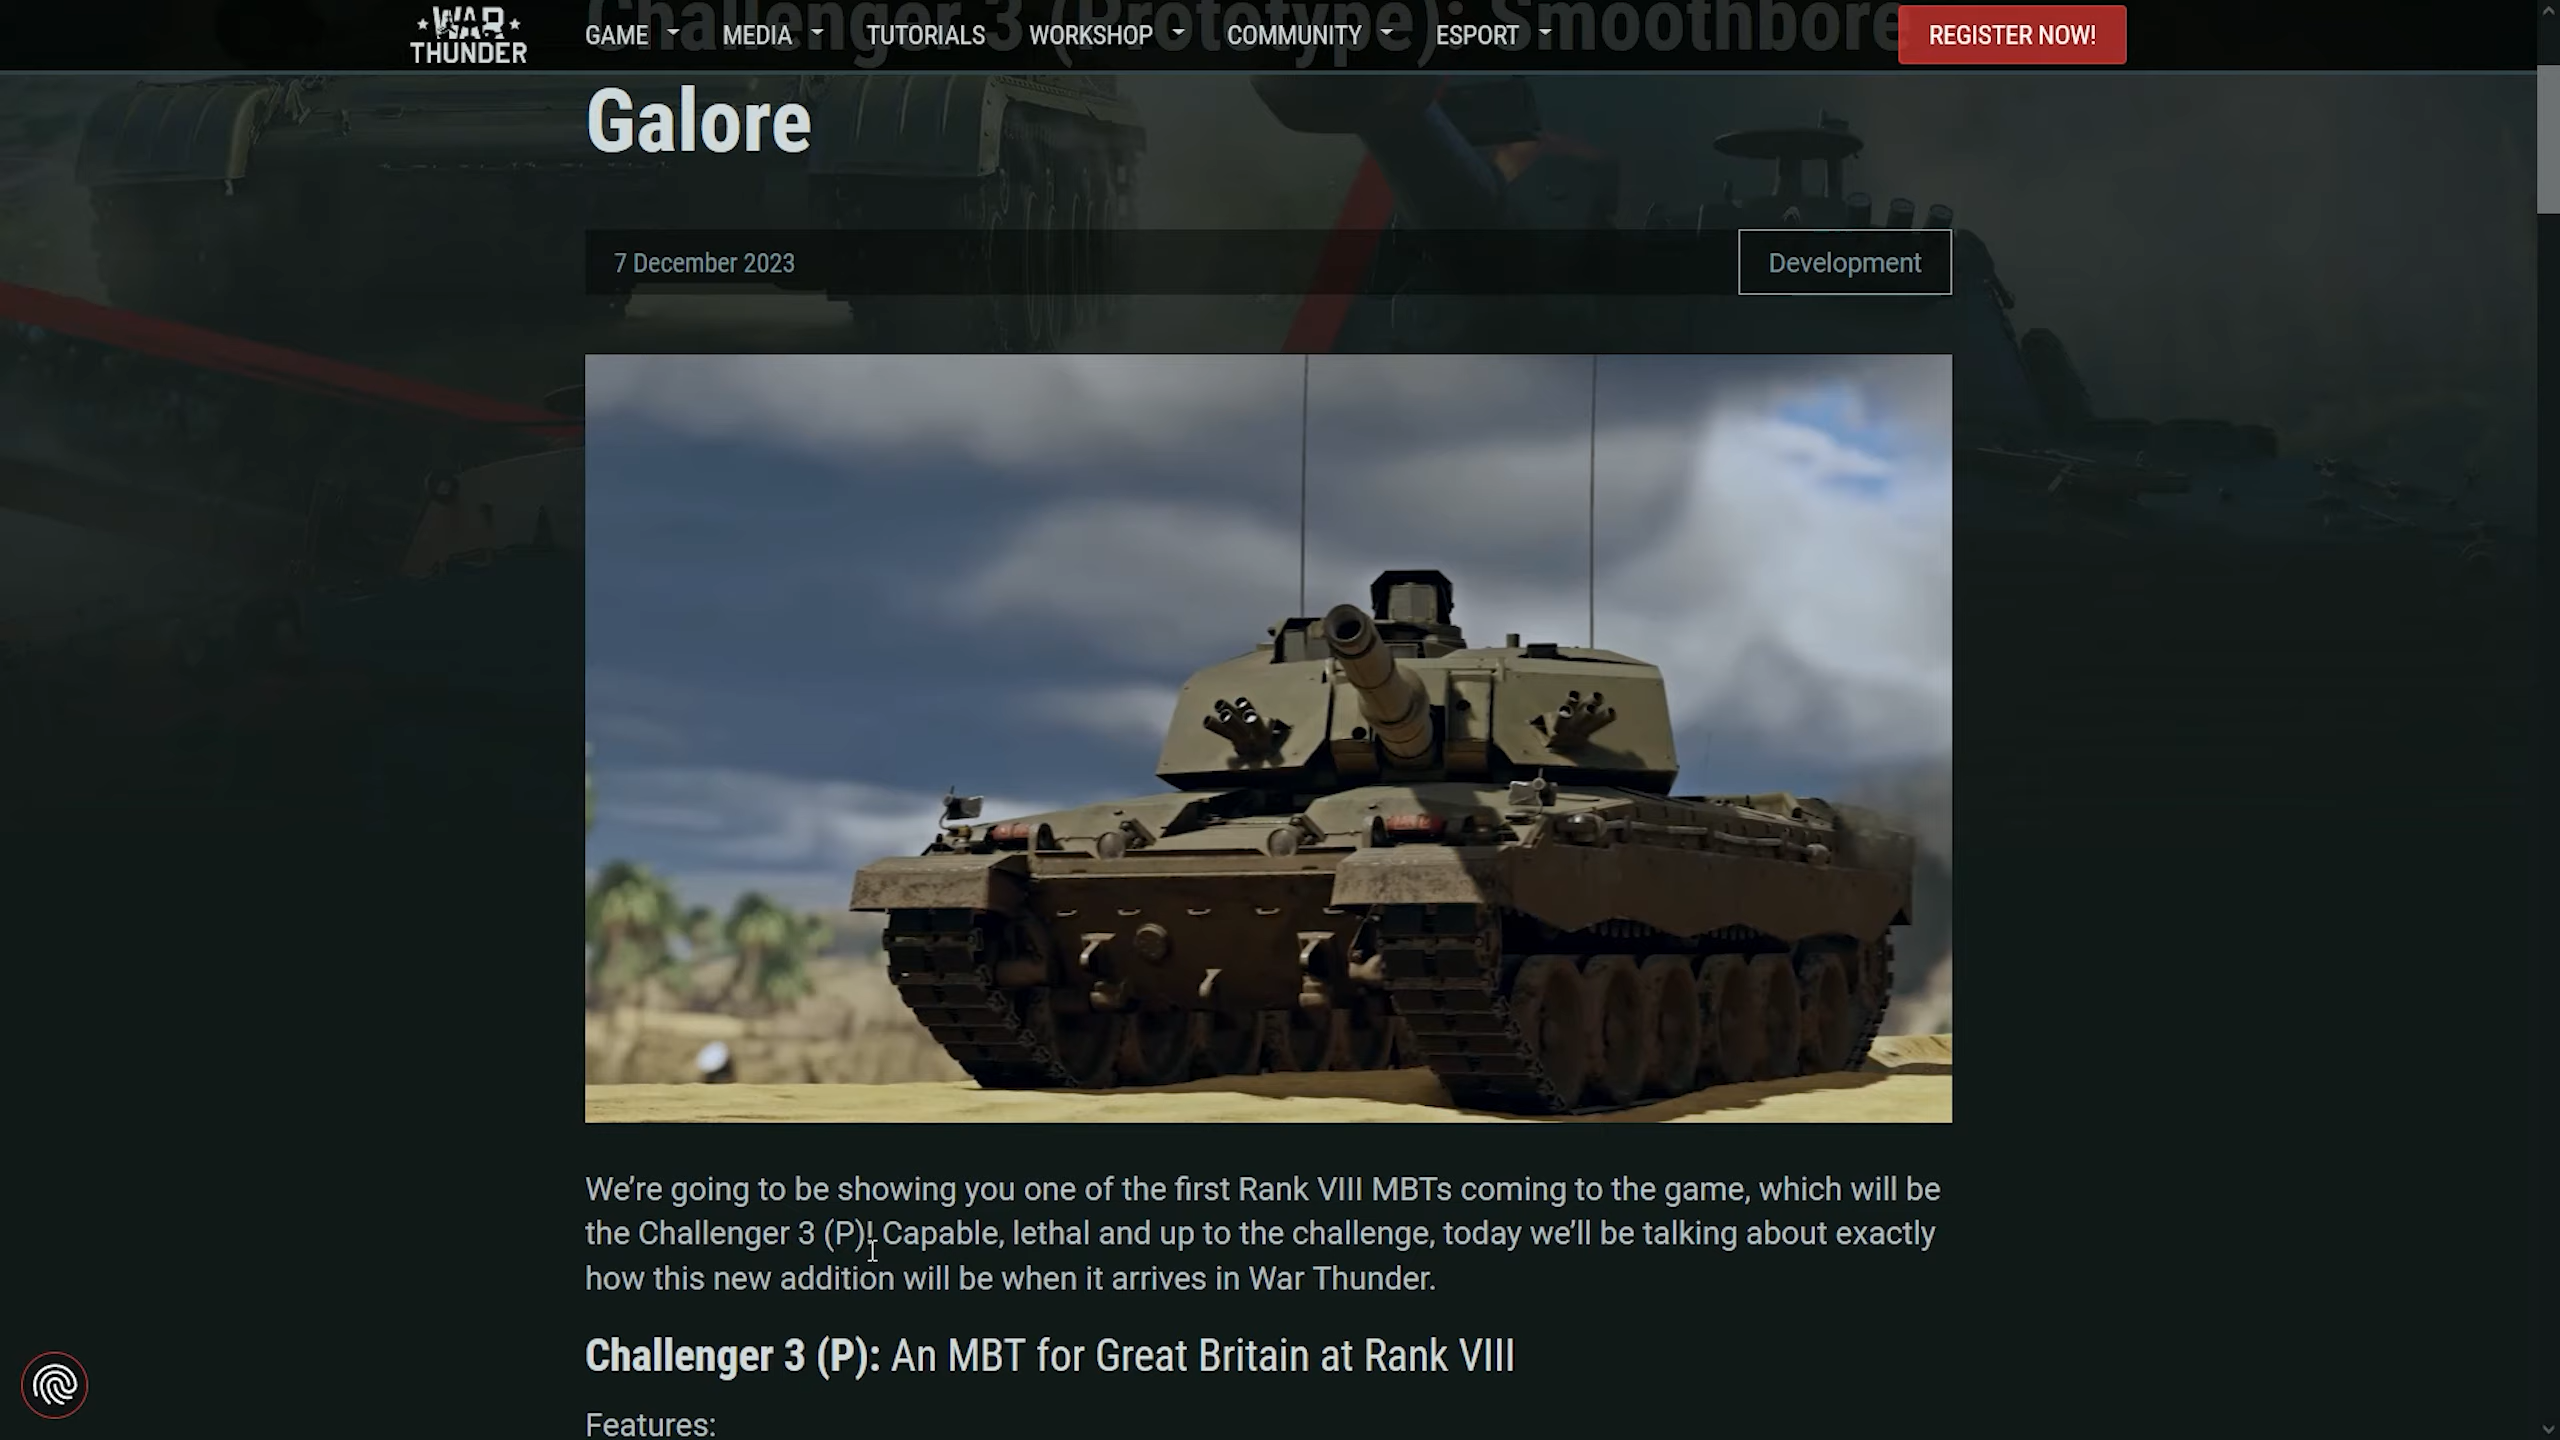 WAR
THUNDER
GAME
MEDIA
TUTORIALS
WORKSHOP
COMMUNITY
ESPORT
REGISTER NOW!
Challenger 3 (Prototype): Smoothbore
Galore
7 December 2023
Development
We’re going to be showing you one of the first Rank VIII MBTs coming to the game, which will be
the Challenger 3 (P)! Capable, lethal and up to the challenge, today we’ll be talking about exactly
how this new addition will be when it arrives in War Thunder.
Challenger 3 (P): An MBT for Great Britain at Rank VIII
Features: